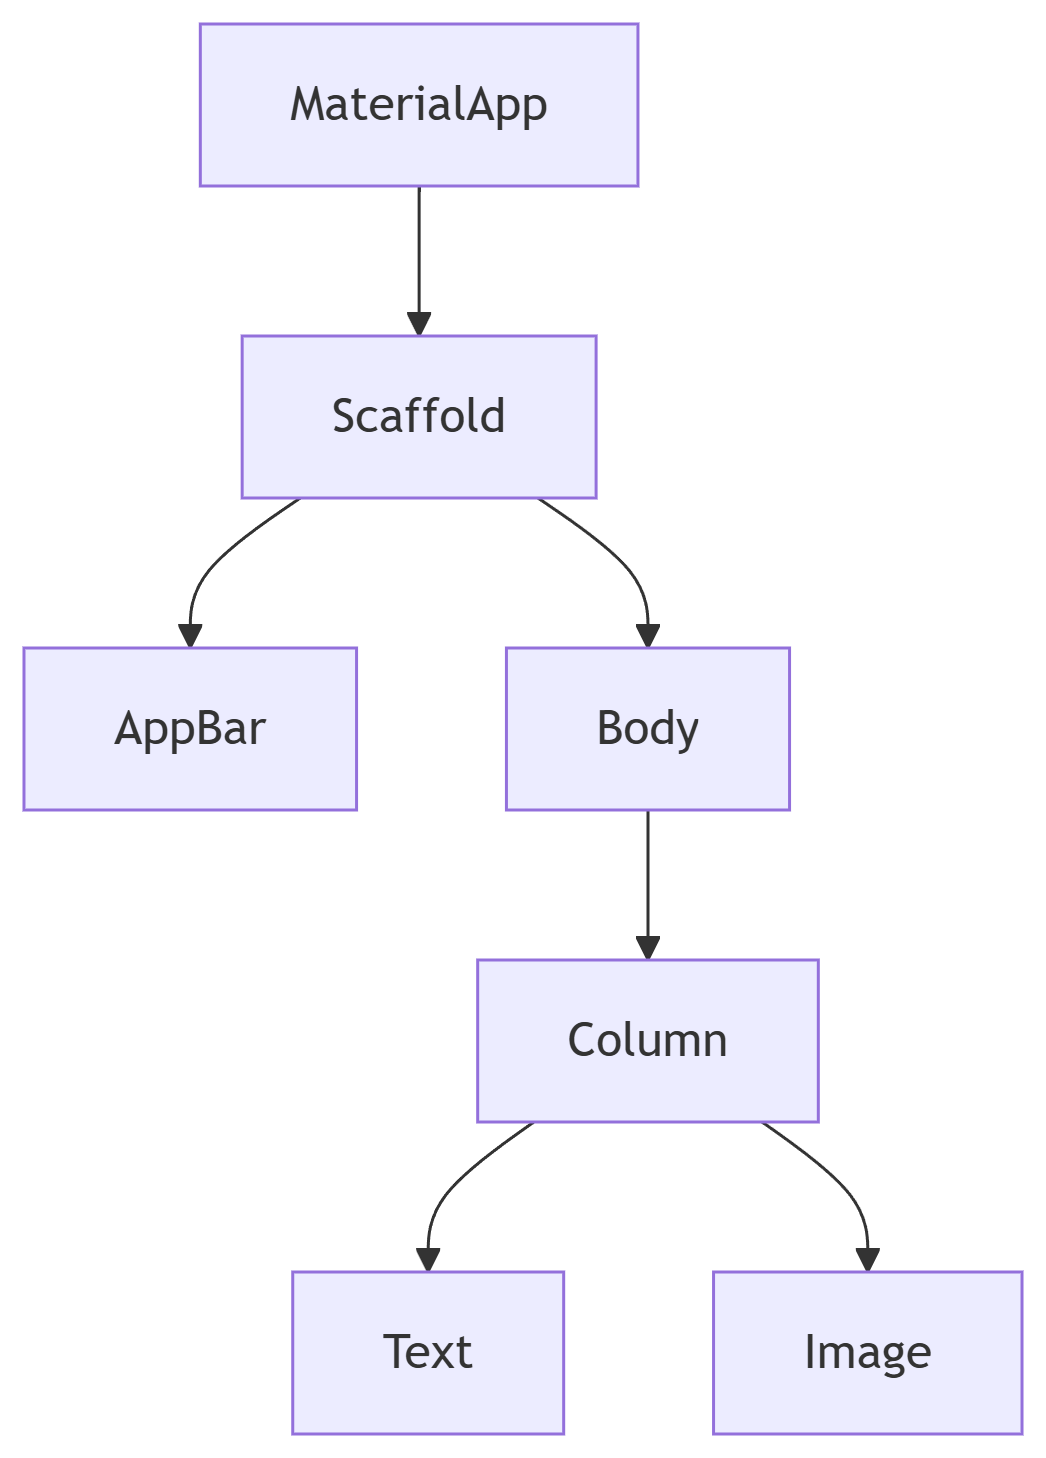 MaterialApp
Scaffold
AppBar
Body
Column
Text
Image